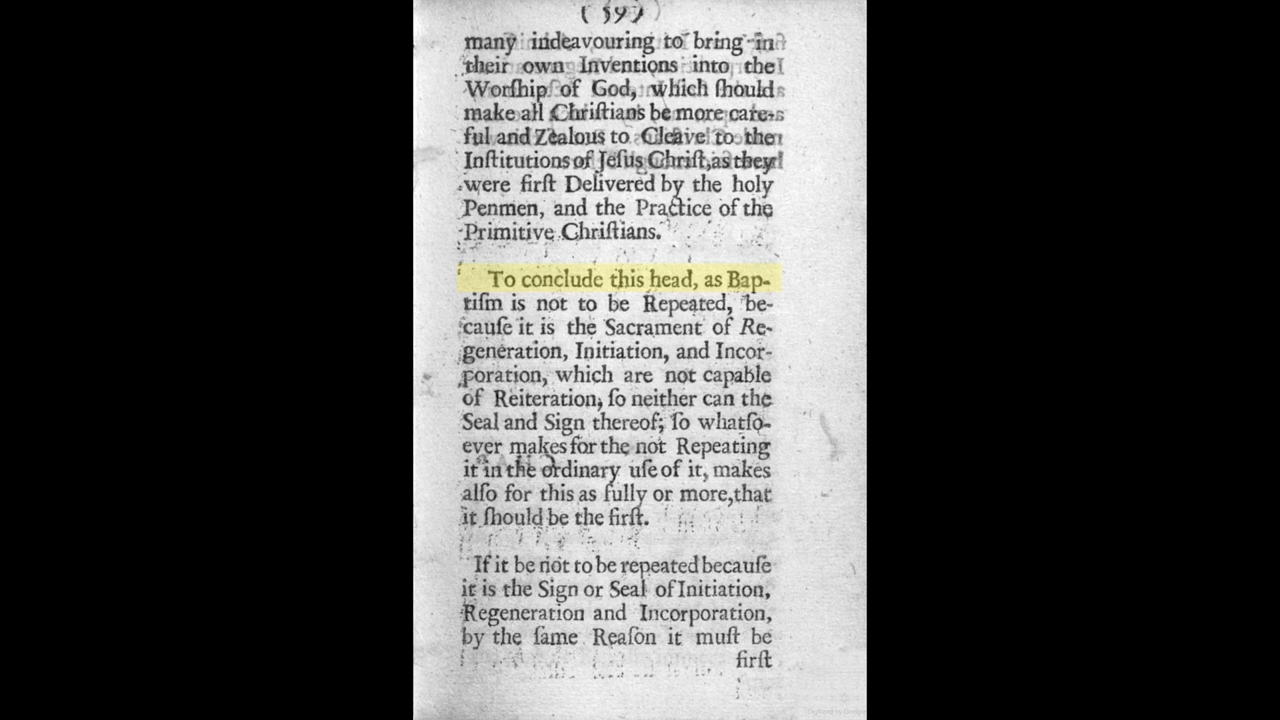 ( 59 )
many indeavouring to bring in
their own Inventions into the
Worſhip of God, which ſhould
make all Chriſtians be more care-
ful and Zealous to Cleave to the
Inſtitutions of Jeſus Chriſt, as they
were firſt Delivered by the holy
Penmen, and the Practice of the
Primitive Chriſtians.
To conclude this head, as Bap-
tiſm is not to be Repeated, be-
cauſe it is the Sacrament of Re-
generation, Initiation, and Incor-
poration, which are not capable
of Reiteration, ſo neither can the
Seal and Sign thereof; ſo whatſo-
ever makes for the not Repeating
it in the ordinary uſe of it, makes
alſo for this as fully or more, that
it ſhould be the firſt.
If it be not to be repeated becauſe
it is the Sign or Seal of Initiation,
Regeneration and Incorporation,
by the ſame Reaſon it muſt be
firſt